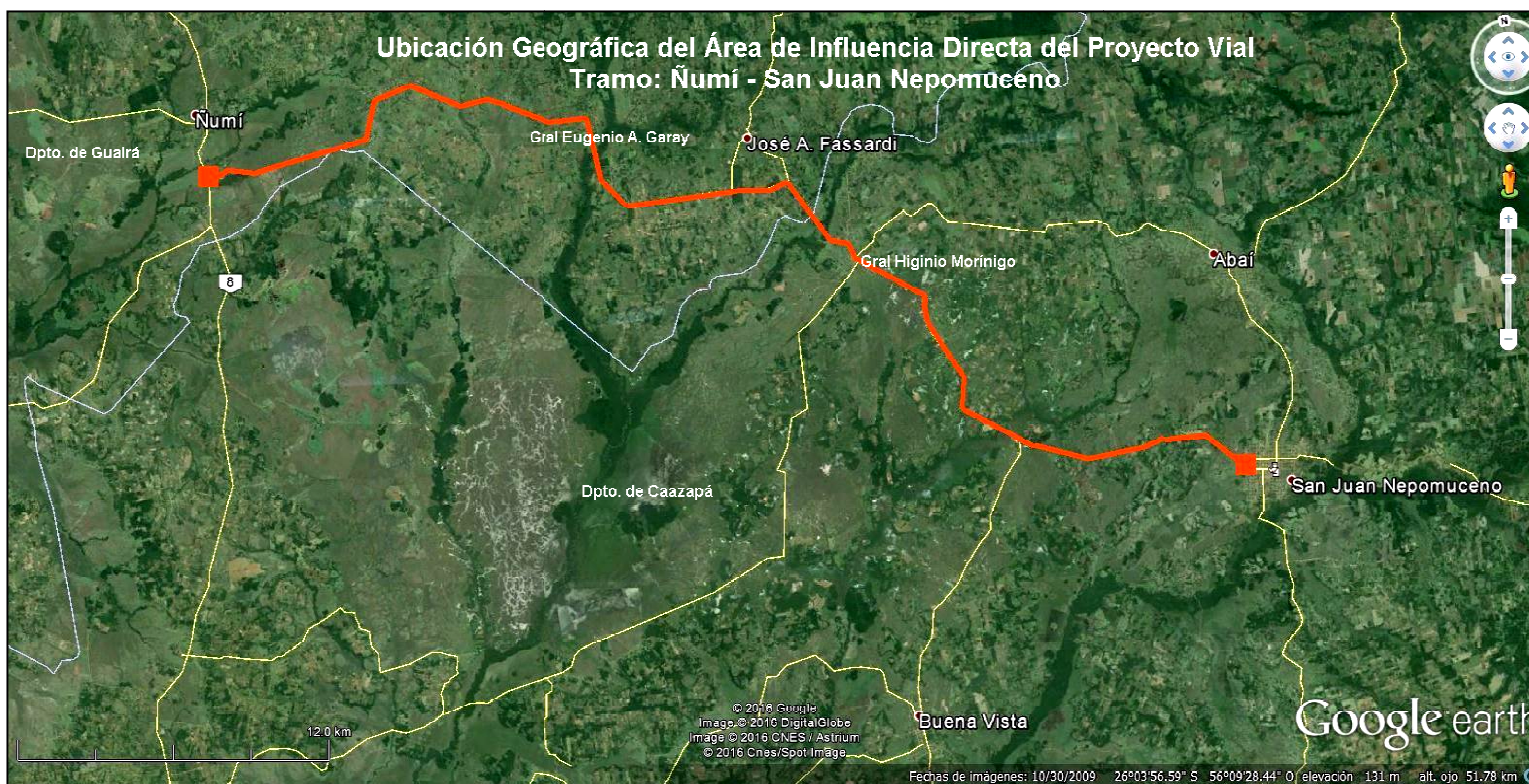 Ubicación Geográfica del Área de Influencia Directa del Proyecto Vial
Tramo: Ñumí - San Juan Nepomuceno
N
Ñumí
Dpto. de Guairá
Gral Eugenio A. Garay
José A. Fassardi
Gral Higinio Morínigo
Abaí
8
Dpto. de Caazapá
San Juan Nepomuceno
Buena Vista
12.0 km
© 2016 Google
Image © 2016 DigitalGlobe
Image © 2016 CNES / Astrium
© 2016 Cnes/Spot Image
Google earth
Fechas de imágenes: 10/30/2009 26°03'56.59" S 56°09'28.44" O elevación 131 m alt. ojo 51.78 km